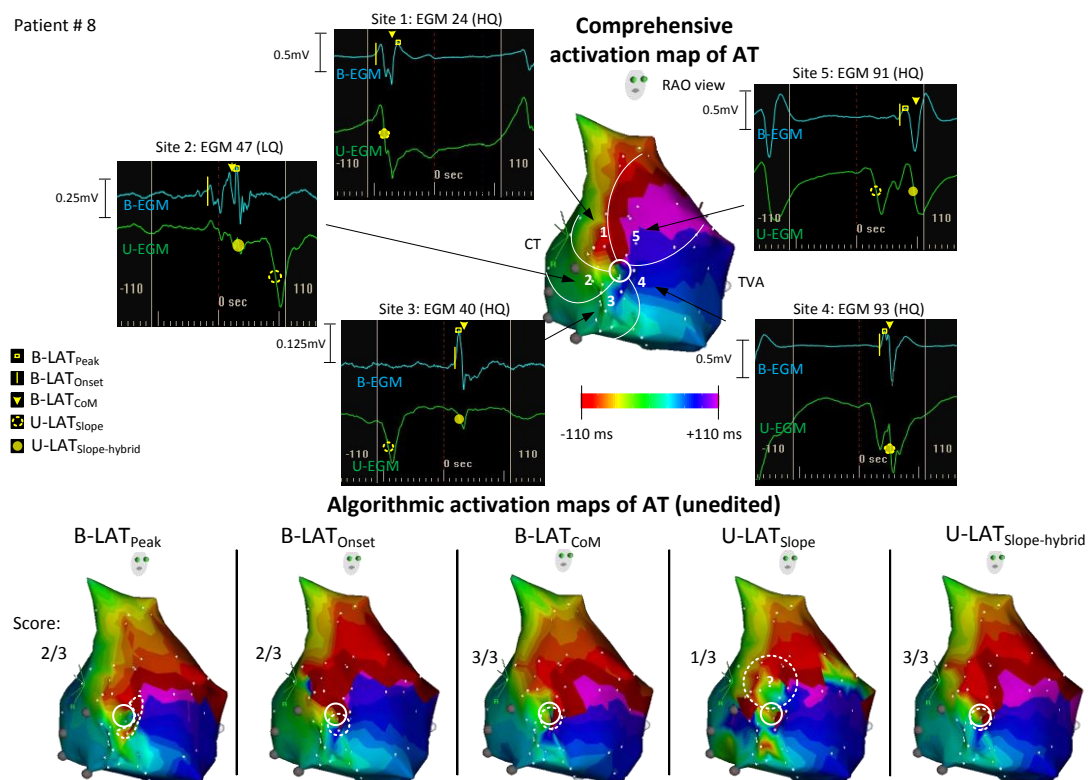 Patient # 8
Comprehensive
activation map of AT
RAO view
Site 1: EGM 24 (HQ)
0.5mV
B-EGM
U-EGM
-110
0 sec
110
Site 5: EGM 91 (HQ)
0.5mV
B-EGM
U-EGM
-110
0 sec
110
Site 2: EGM 47 (LQ)
0.25mV
B-EGM
U-EGM
-110
0 sec
110
CT
1
5
2
4
3
TVA
Site 3: EGM 40 (HQ)
0.125mV
B-EGM
U-EGM
-110
0 sec
110
Site 4: EGM 93 (HQ)
0.5mV
B-EGM
U-EGM
-110
0 sec
110
-110 ms
+110 ms
B-LATPeak
B-LATOnset
B-LATCoM
U-LATSlope
U-LATSlope-hybrid
Algorithmic activation maps of AT (unedited)
B-LATPeak
B-LATOnset
B-LATCoM
U-LATSlope
U-LATSlope-hybrid
Score:
2/3
2/3
3/3
1/3
3/3
?